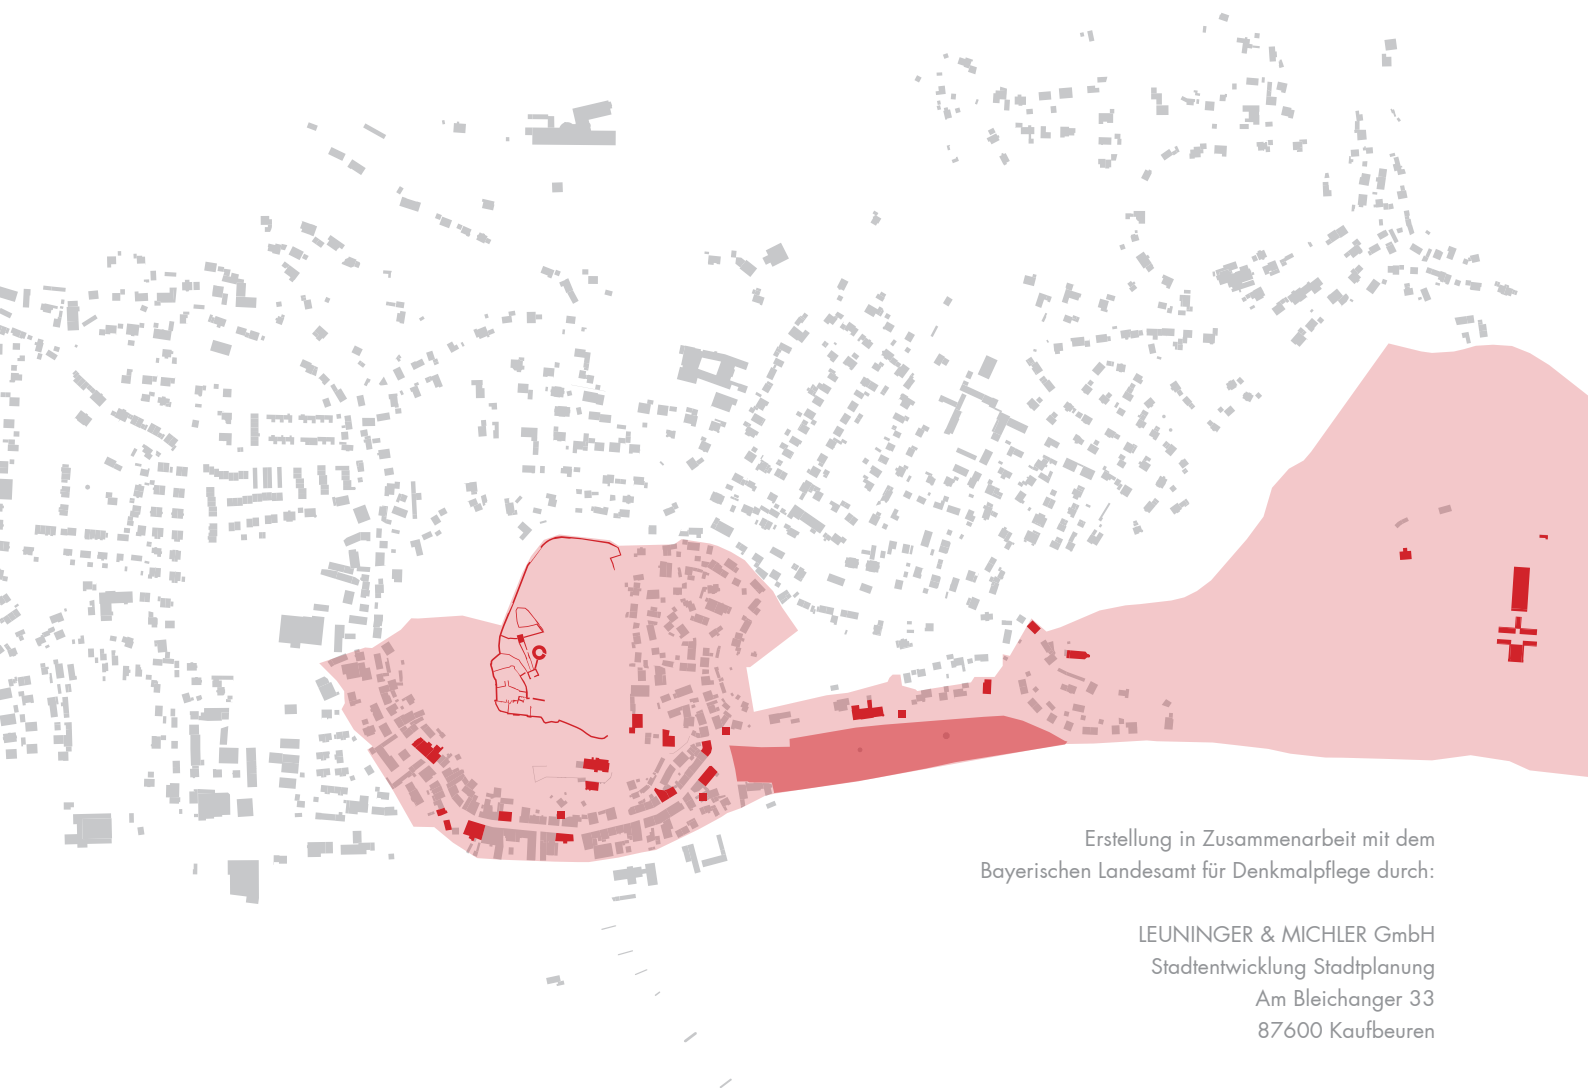 Erstellung in Zusammenarbeit mit dem
Bayerischen Landesamt für Denkmalpflege durch:
LEUNINGER & MICHLER GmbH
Stadtentwicklung Stadtplanung
Am Bleichanger 33
87600 Kaufbeuren